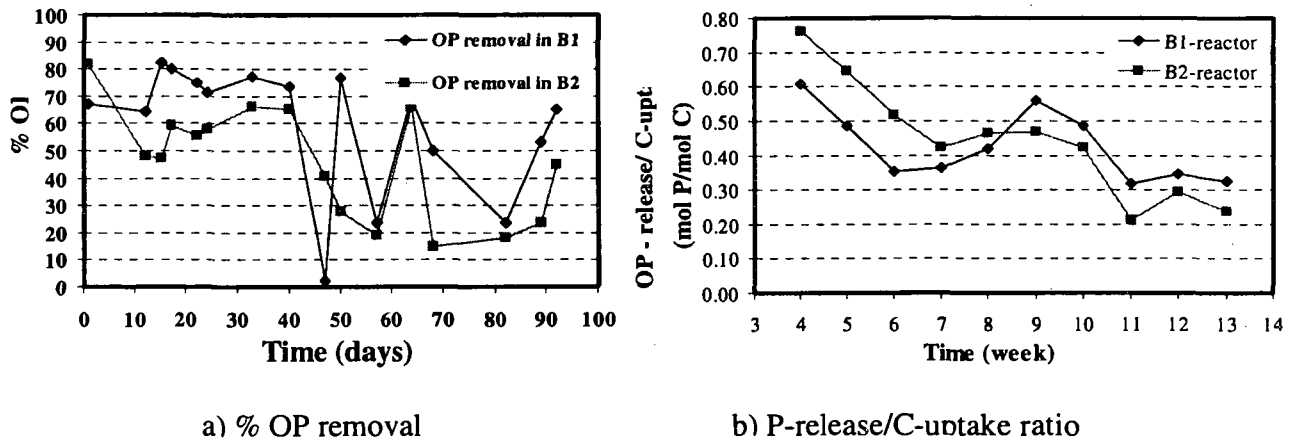 100
90
80
70
60
50
40
30
20
10
0
% OI
OP removal in B1
OP removal in B2
0 10 20 30 40 50 60 70 80 90 100
Time (days)
a) % OP removal
0.80
0.70
0.60
0.50
0.40
0.30
0.20
0.10
0.00
OP - release/ C-upt
(mol P/mol C)
B1-reactor
B2-reactor
3 4 5 6 7 8 9 10 11 12 13 14
Time (week)
b) P-release/C-uptake ratio